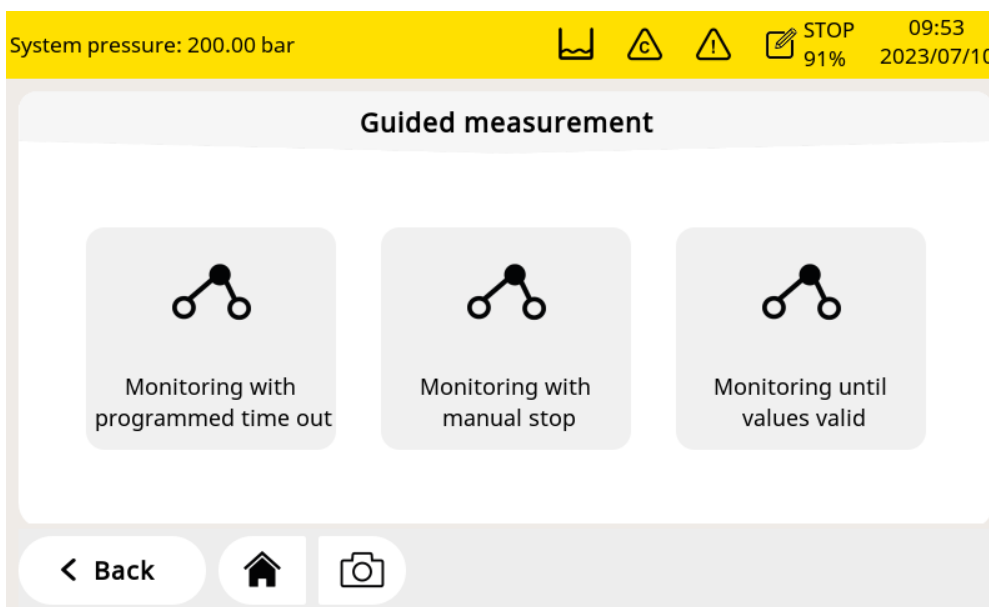 System pressure: 200.00 bar
C
!
STOP
91%
09:53
2023/07/10
Guided measurement
Monitoring with
programmed time out
Monitoring with
manual stop
Monitoring until
values valid
Back